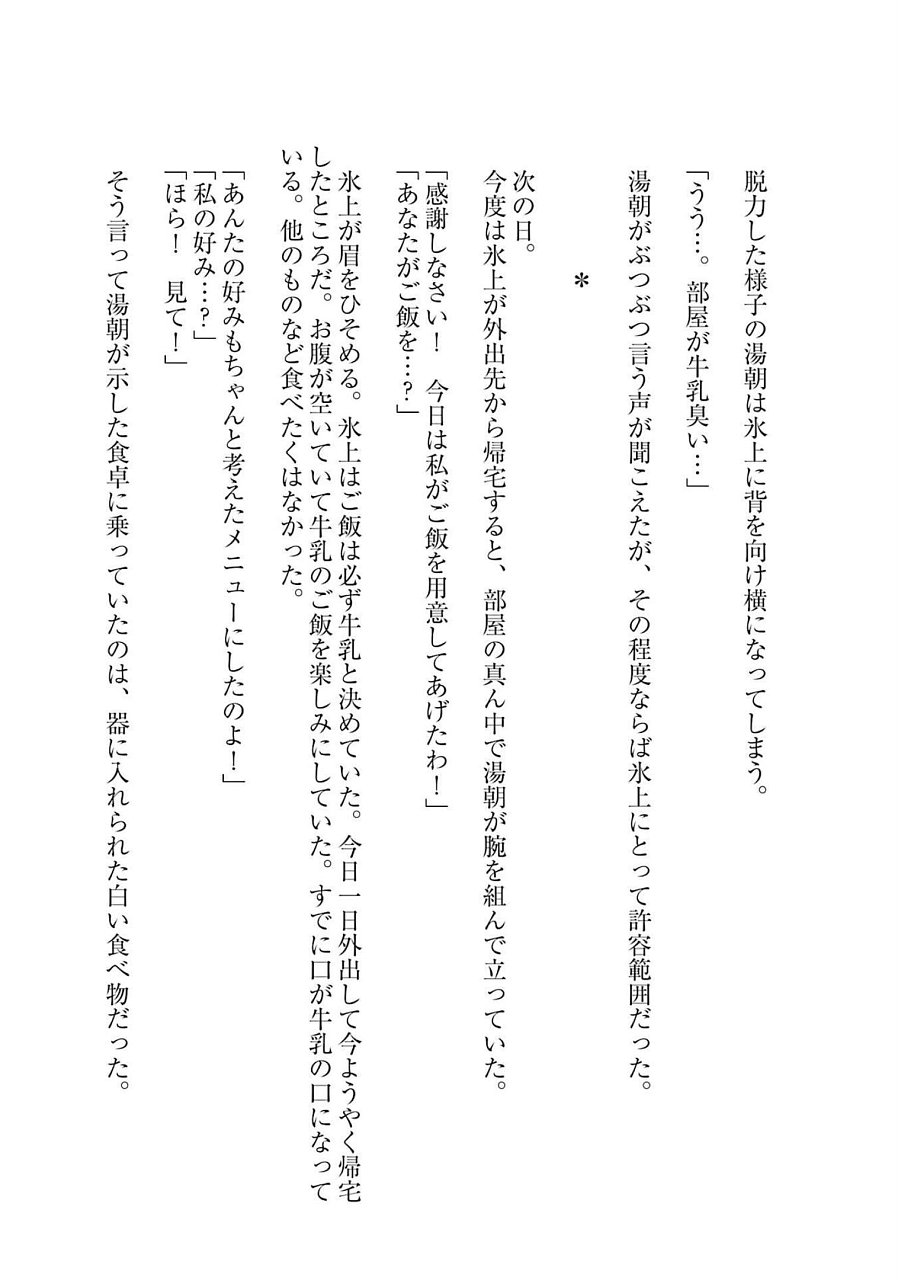 脱力した様子の湯朝は氷上に背を向け横になってしまう。
「うう…。部屋が牛乳臭い…」
湯朝がぶつぶつ言う声が聞こえたが、その程度ならば氷上にとって許容範囲だった。
*
次の日。
今度は氷上が外出先から帰宅すると、部屋の真ん中で湯朝が腕を組んで立っていた。
「感謝しなさい！　今日は私がご飯を用意してあげたわ！」
「あなたがご飯を…？」
氷上が眉をひそめる。氷上はご飯は必ず牛乳と決めていた。今日一日外出して今ようやく帰宅
したところだ。お腹が空いていて牛乳のご飯を楽しみにしていた。すでに口が牛乳の口になって
いる。他のものなど食べたくはなかった。
「あんたの好みもちゃんと考えたメニューにしたのよ！」
「私の好み…？」
「ほら！　見て！」
そう言って湯朝が示した食卓に乗っていたのは、器に入れられた白い食べ物だった。